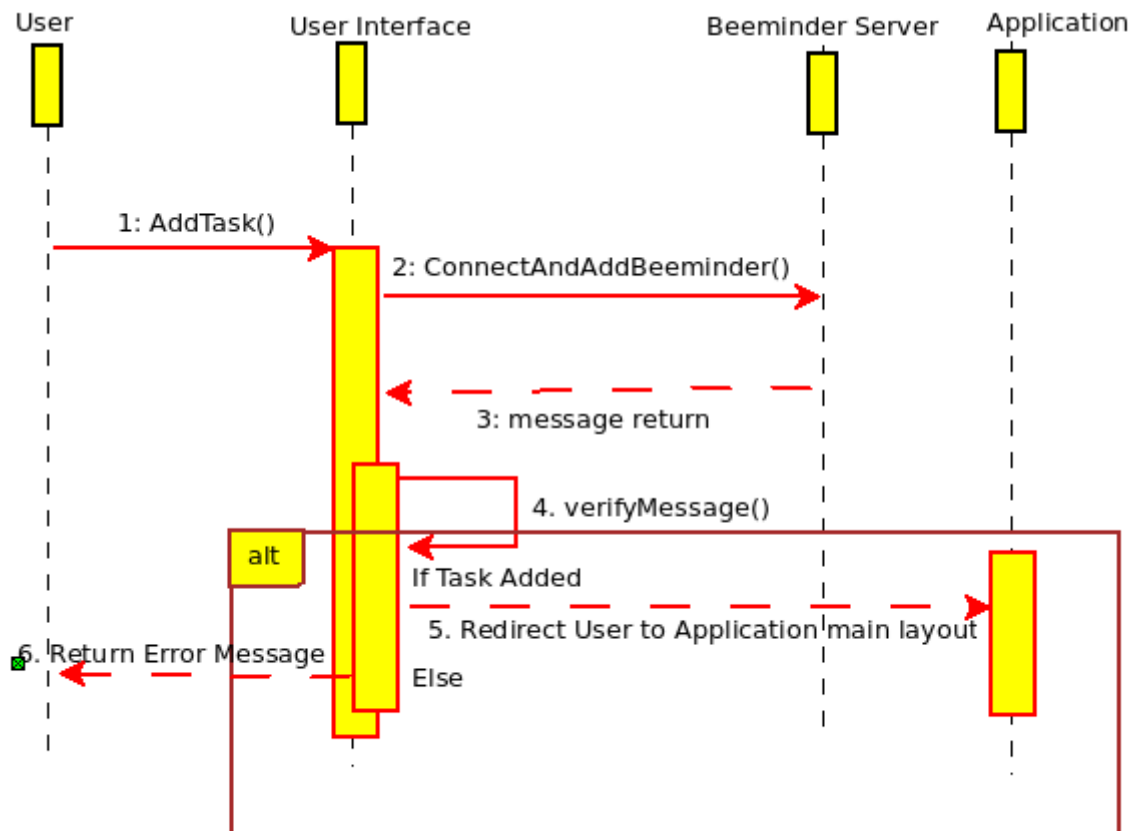 User
User Interface
Beeminder Server
Application
1: AddTask()
2: ConnectAndAddBeeminder()
3: message return
4. verifyMessage()
alt
If Task Added
5. Redirect User to Application main layout
6. Return Error Message
Else